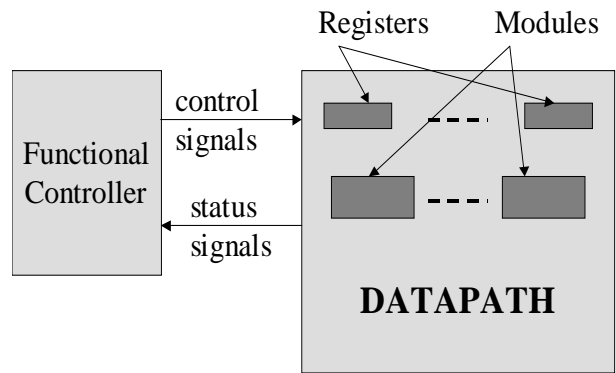 Registers
Modules
control
signals
Functional
Controller
status
signals
DATAPATH